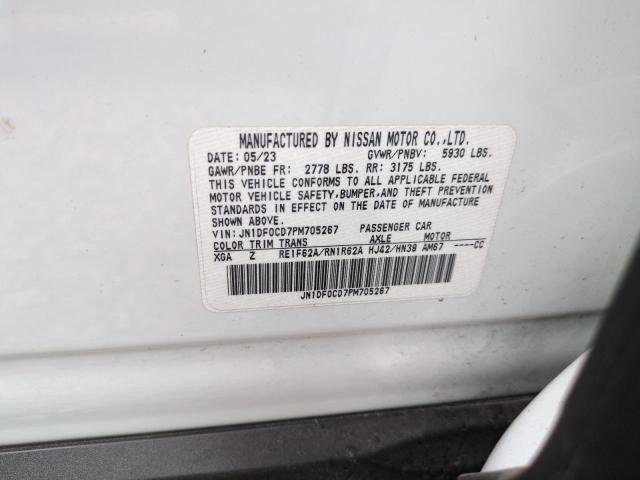 MANUFACTURED BY NISSAN MOTOR CO.,LTD.
DATE: 05/23 GVWR/PNBV: 5930 LBS.
GAWR/PNBE FR: 2778 LBS. RR: 3175 LBS.
THIS VEHICLE CONFORMS TO ALL APPLICABLE FEDERAL
MOTOR VEHICLE SAFETY,BUMPER,AND THEFT PREVENTION
STANDARDS IN EFFECT ON THE DATE OF MANUFACTURE
SHOWN ABOVE.
VIN: JN1DF0CD7PM705267 PASSENGER CAR
COLOR TRIM TRANS AXLE MOTOR
XGA Z RE1F62A/RN1R62A HJ42/HN39 AM67 ----CC
JN1DF0CD7PM705267